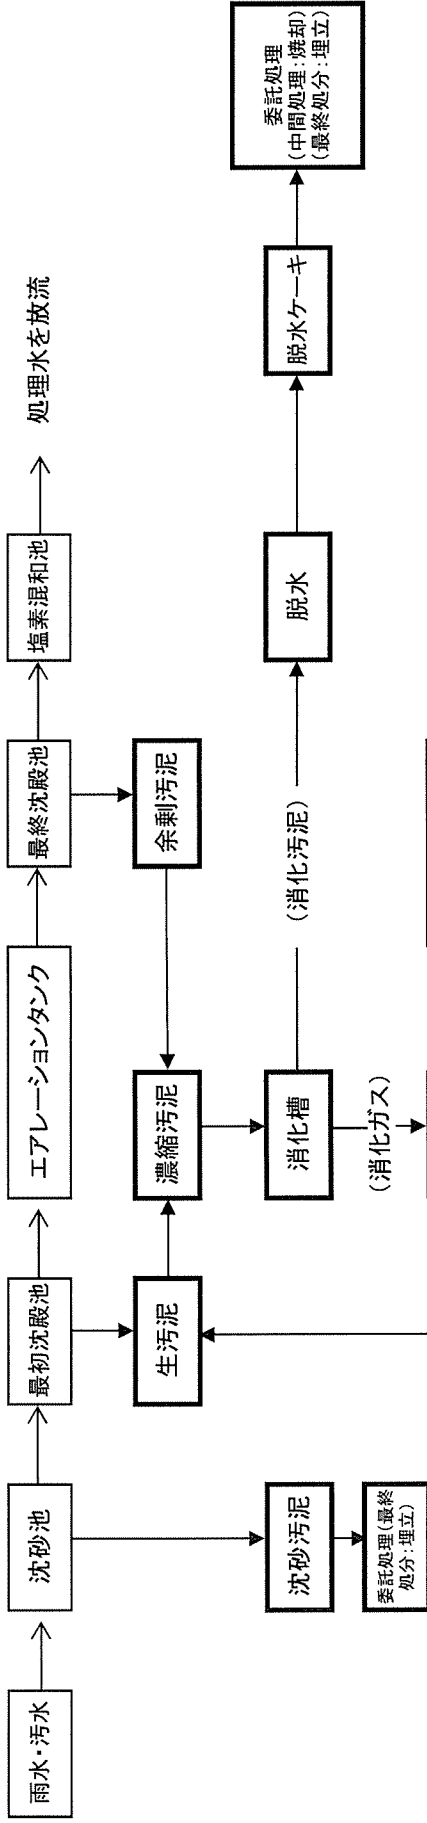 雨水・汚水
沈砂池
最初沈殿池
エアレーションタンク
最終沈殿池
塩素混和池
処理水を放流
生汚泥
濃縮汚泥
余剰汚泥
沈砂汚泥
消化槽
(消化汚泥)
脱水
脱水ケーキ
委託処理
(中間処理:焼却)
(最終処分:埋立)
委託処理(最終
処分:埋立)
(消化ガス)